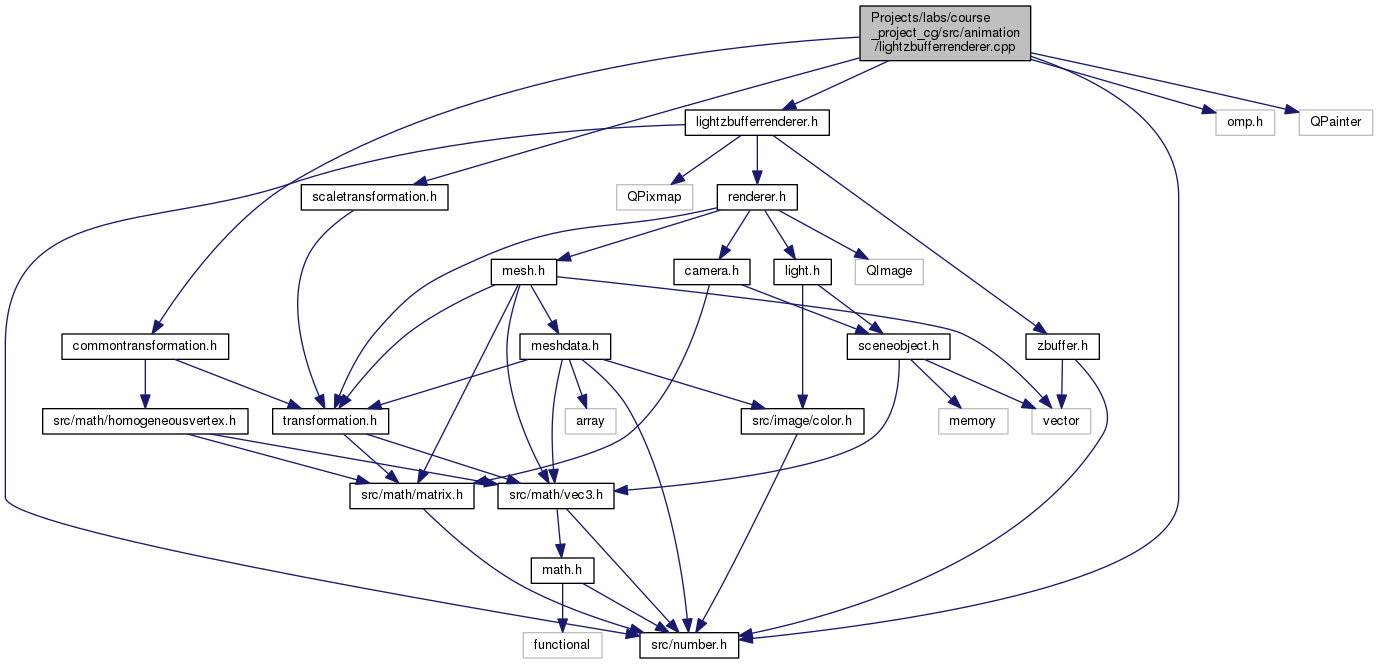 Projects/labs/course
_project_cg/src/animation
/lightzbufferrenderer.cpp
lightzbufferrenderer.h
omp.h
QPainter
scaletransformation.h
QPixmap
renderer.h
mesh.h
camera.h
light.h
QImage
commontransformation.h
meshdata.h
sceneobject.h
zbuffer.h
src/math/homogeneousvertex.h
transformation.h
array
src/image/color.h
memory
vector
src/math/matrix.h
src/math/vec3.h
math.h
functional
src/number.h